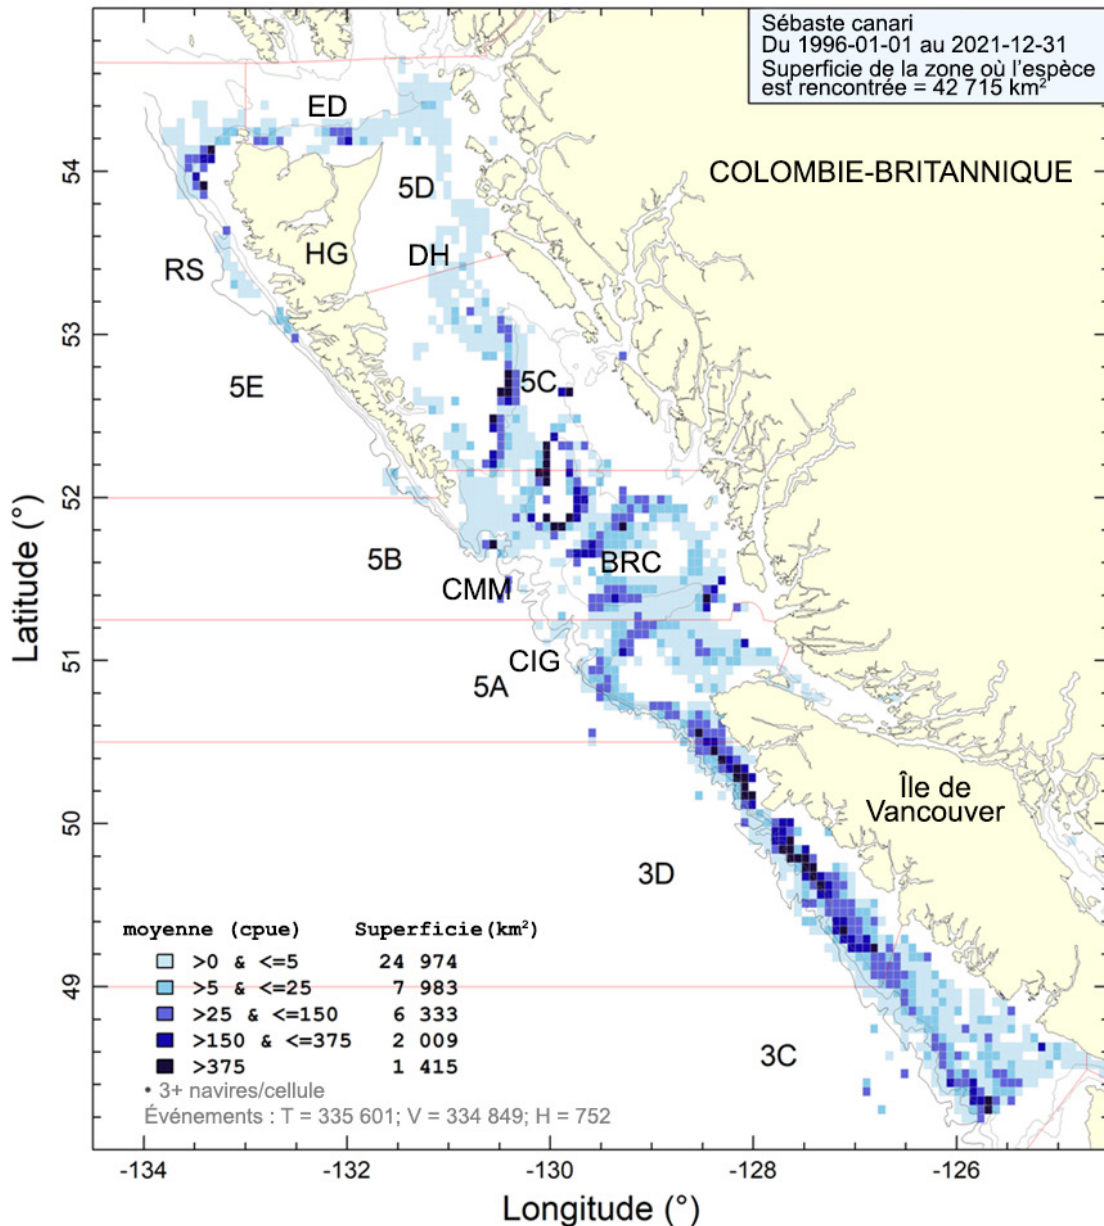 Sébaste canari
Du 1996-01-01 au 2021-12-31
Superficie de la zone où l'espèce
est rencontrée = 42 715 km²
ED
COLOMBIE-BRITANNIQUE
5D
HG
DH
RS
5E
5C
5B
BRC
CMM
CIG
5A
Île de
Vancouver
3D
3C
moyenne (cpue) Superficie(km²)
>0 & <=5 24 974
>5 & <=25 7 983
>25 & <=150 6 333
>150 & <=375 2 009
>375 1 415
• 3+ navires/cellule
Événements : T = 335 601; V = 334 849; H = 752
54
53
52
51
50
49
Latitude (°)
-134 -132 -130 -128 -126
Longitude (°)